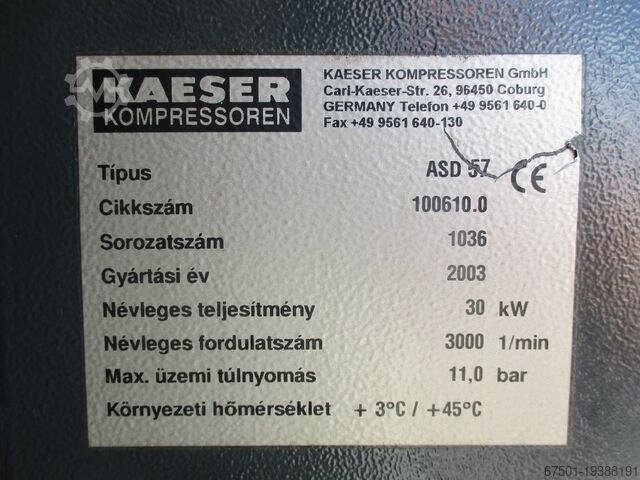 KAESER
KOMPRESSOREN
KAESER KOMPRESSOREN GmbH
Carl-Kaeser-Str. 26, 96450 Coburg
GERMANY Telefon +49 9561 640-0
Fax +49 9561 640-130
CE
Típus ASD 57
Cikkszám 100610.0
Sorozatszám 1036
Gyártási év 2003
Névleges teljesítmény 30 kW
Névleges fordulatszám 3000 1/min
Max. üzemi túlnyomás 11,0 bar
Környezeti hőmérséklet + 3°C / +45°C
67501-19388191